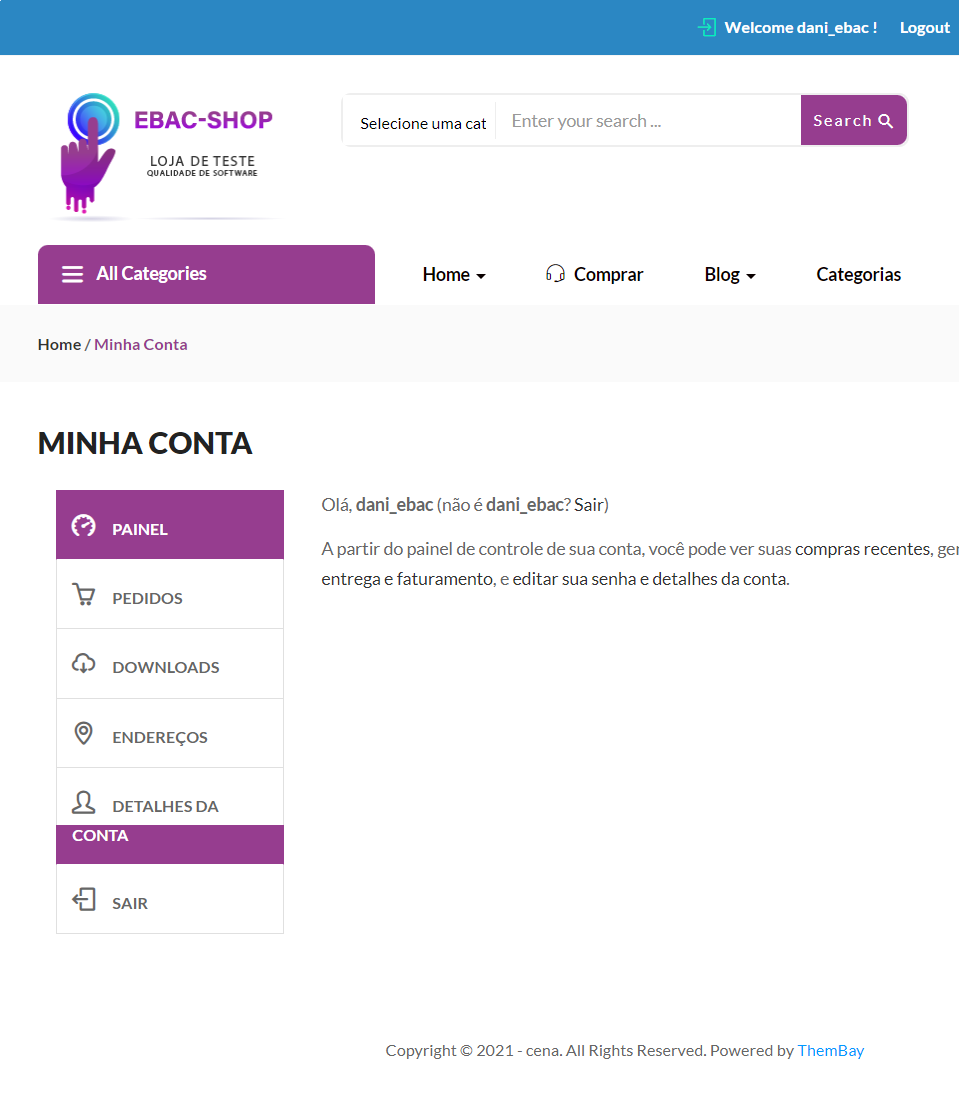 Welcome dani_ebac ! Logout
EBAC-SHOP
LOJA DE TESTE
QUALIDADE DE SOFTWARE
Selecione uma cat Enter your search ... Search
All Categories Home Comprar Blog Categorias
Home / Minha Conta
MINHA CONTA
PAINEL
PEDIDOS
DOWNLOADS
ENDEREÇOS
DETALHES DA
CONTA
SAIR
Olá, dani_ebac (não é dani_ebac? Sair)
A partir do painel de controle de sua conta, você pode ver suas compras recentes, ger
entrega e faturamento, e editar sua senha e detalhes da conta.
Copyright © 2021 - cena. All Rights Reserved. Powered by ThemBay